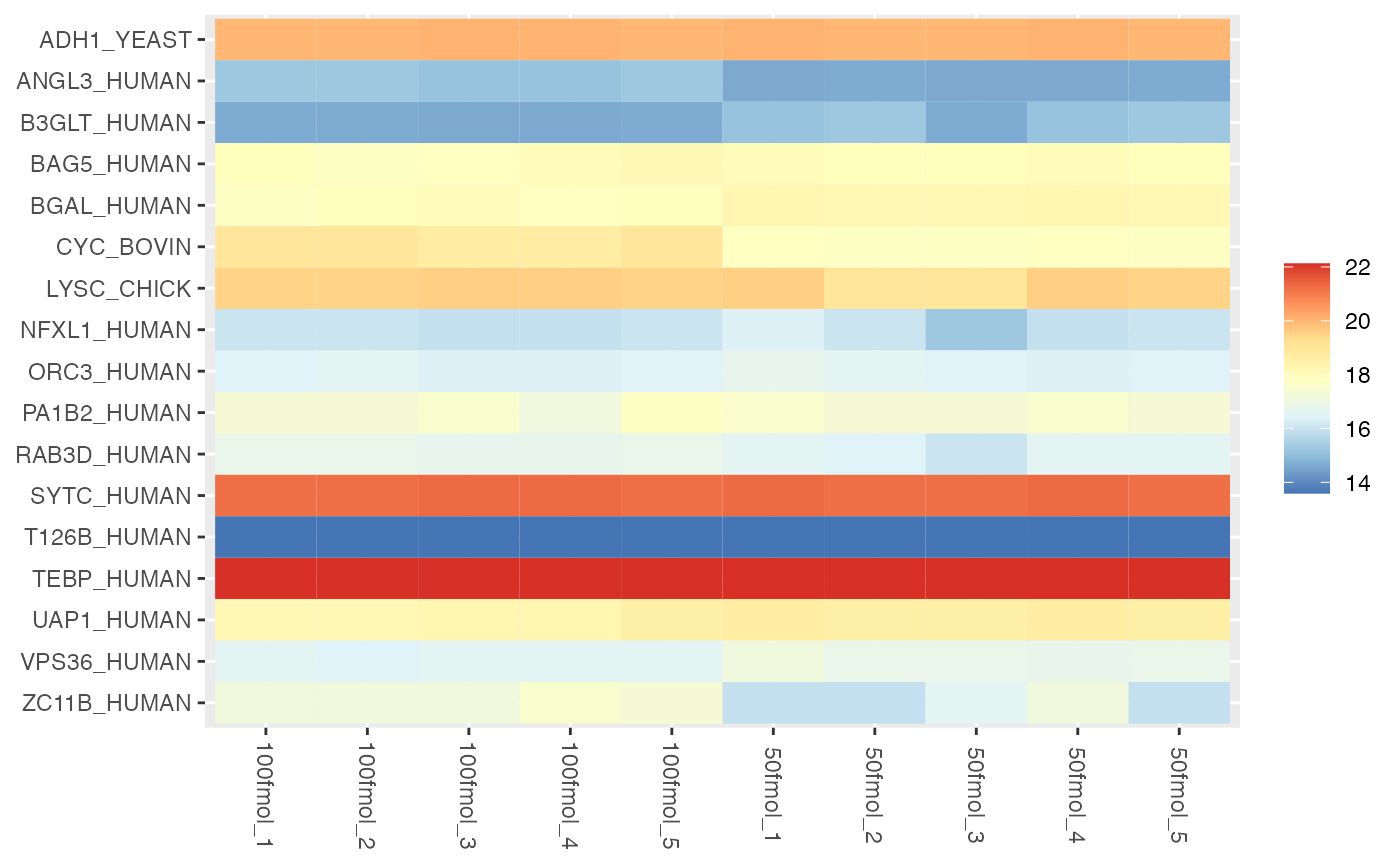 ADH1_YEAST
ANGL3_HUMAN
B3GLT_HUMAN
BAG5_HUMAN
BGAL_HUMAN
CYC_BOVIN
LYSC_CHICK
NFXL1_HUMAN
ORC3_HUMAN
PA1B2_HUMAN
RAB3D_HUMAN
SYTC_HUMAN
T126B_HUMAN
TEBP_HUMAN
UAP1_HUMAN
VPS36_HUMAN
ZC11B_HUMAN
100fmol_1
100fmol_2
100fmol_3
100fmol_4
100fmol_5
50fmol_1
50fmol_2
50fmol_3
50fmol_4
50fmol_5
22
20
18
16
14